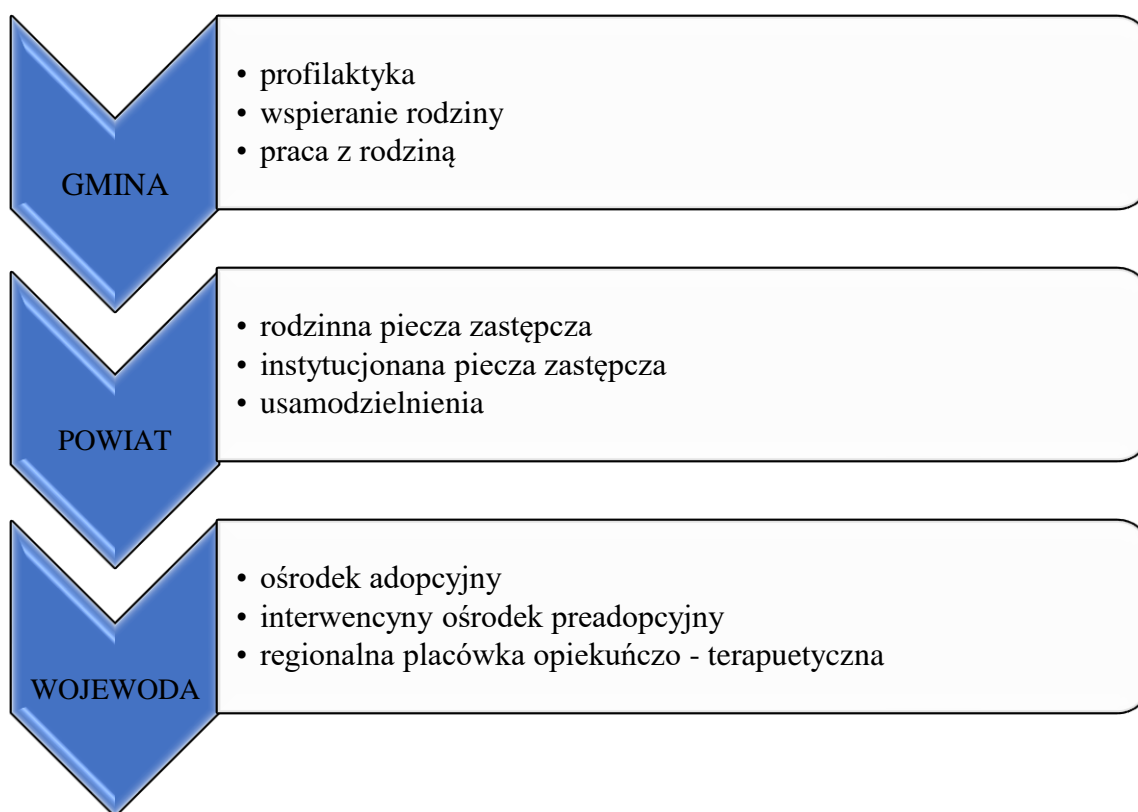 GMINA
• profilaktyka
• wspieranie rodziny
• praca z rodziną
POWIAT
• rodzinna piecza zastępcza
• instytucjonana piecza zastępcza
• usamodzielnienia
WOJEWODA
• ośrodek adopcyjny
• interwencyny ośrodek preadopcyjny
• regionalna placówka opiekuńczo - terapuetyczna